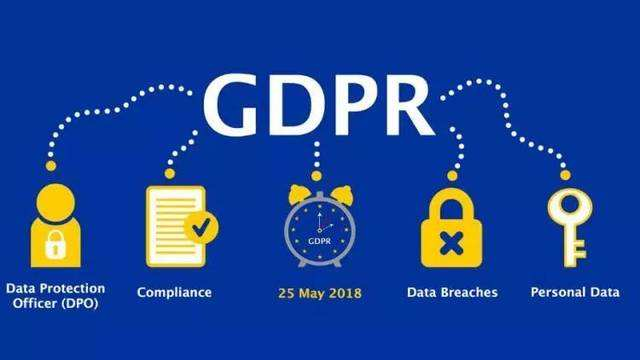 GDPR
GDPR
Data Protection
Officer (DPO)
Compliance
25 May 2018
Data Breaches
Personal Data